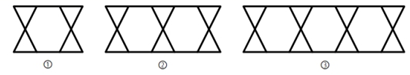 ① ② ③